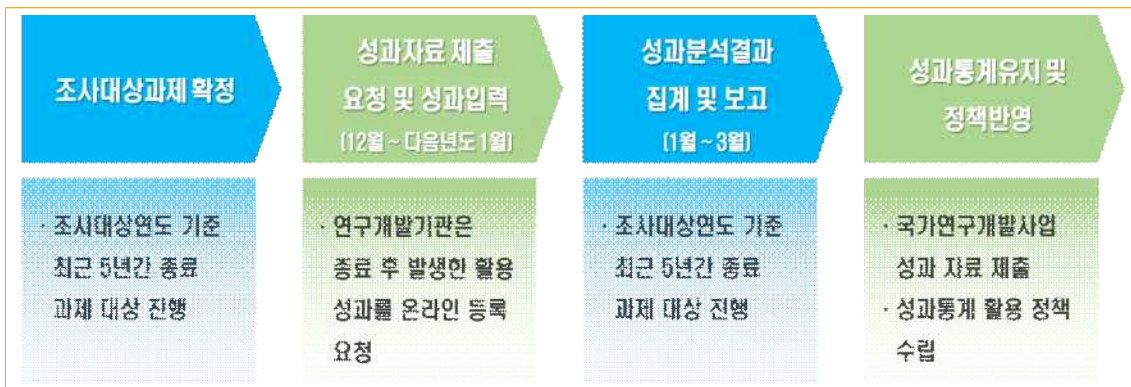 조사대상과제 확정
성과자료 제출
요청 및 성과입력
(12월 ~ 다음년도 1월)
성과분석결과
집계 및 보고
(1월 ~ 3월)
성과통계유지 및
정책반영
· 조사대상연도 기준
최근 5년간 종료
과제 대상 진행
· 연구개발기관은
종료 후 발생한 활용
성과를 온라인 등록
요청
· 조사대상연도 기준
최근 5년간 종료
과제 대상 진행
· 국가연구개발사업
성과 자료 제출
· 성과통계 활용 정책
수립